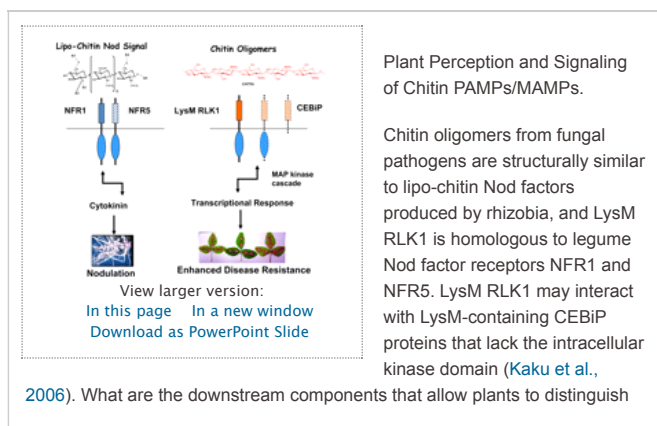 Lipo-Chitin Nod Signal
Chitin Oligomers
NFR1
NFR5
LysM RLK1
CEBiP
MAP kinase
cascade
Cytokinin
Transcriptional Response
Nodulation
Enhanced Disease Resistance
View larger version:
In this page In a new window
Download as PowerPoint Slide
Plant Perception and Signaling
of Chitin PAMPs/MAMPs.
Chitin oligomers from fungal
pathogens are structurally similar
to lipo-chitin Nod factors
produced by rhizobia, and LysM
RLK1 is homologous to legume
Nod factor receptors NFR1 and
NFR5. LysM RLK1 may interact
with LysM-containing CEBiP
proteins that lack the intracellular
kinase domain (Kaku et al.,
2006). What are the downstream components that allow plants to distinguish